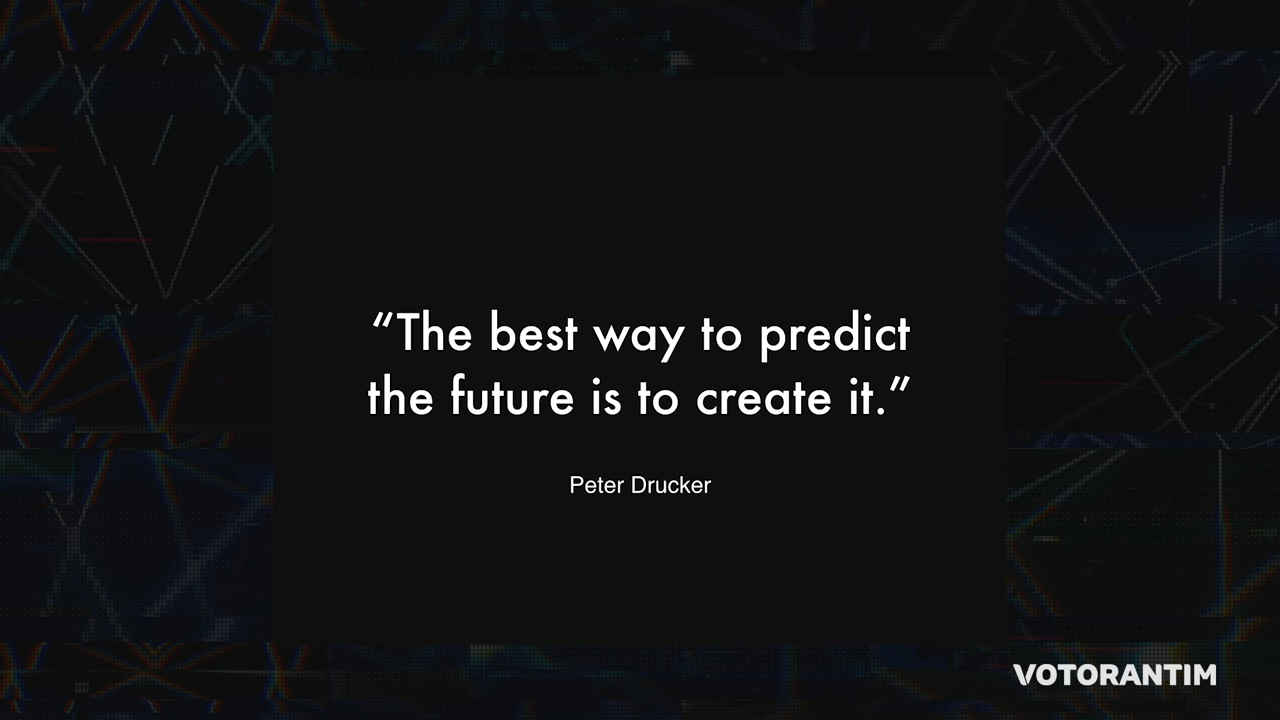 “The best way to predict
the future is to create it.”
Peter Drucker
VOTORANTIM